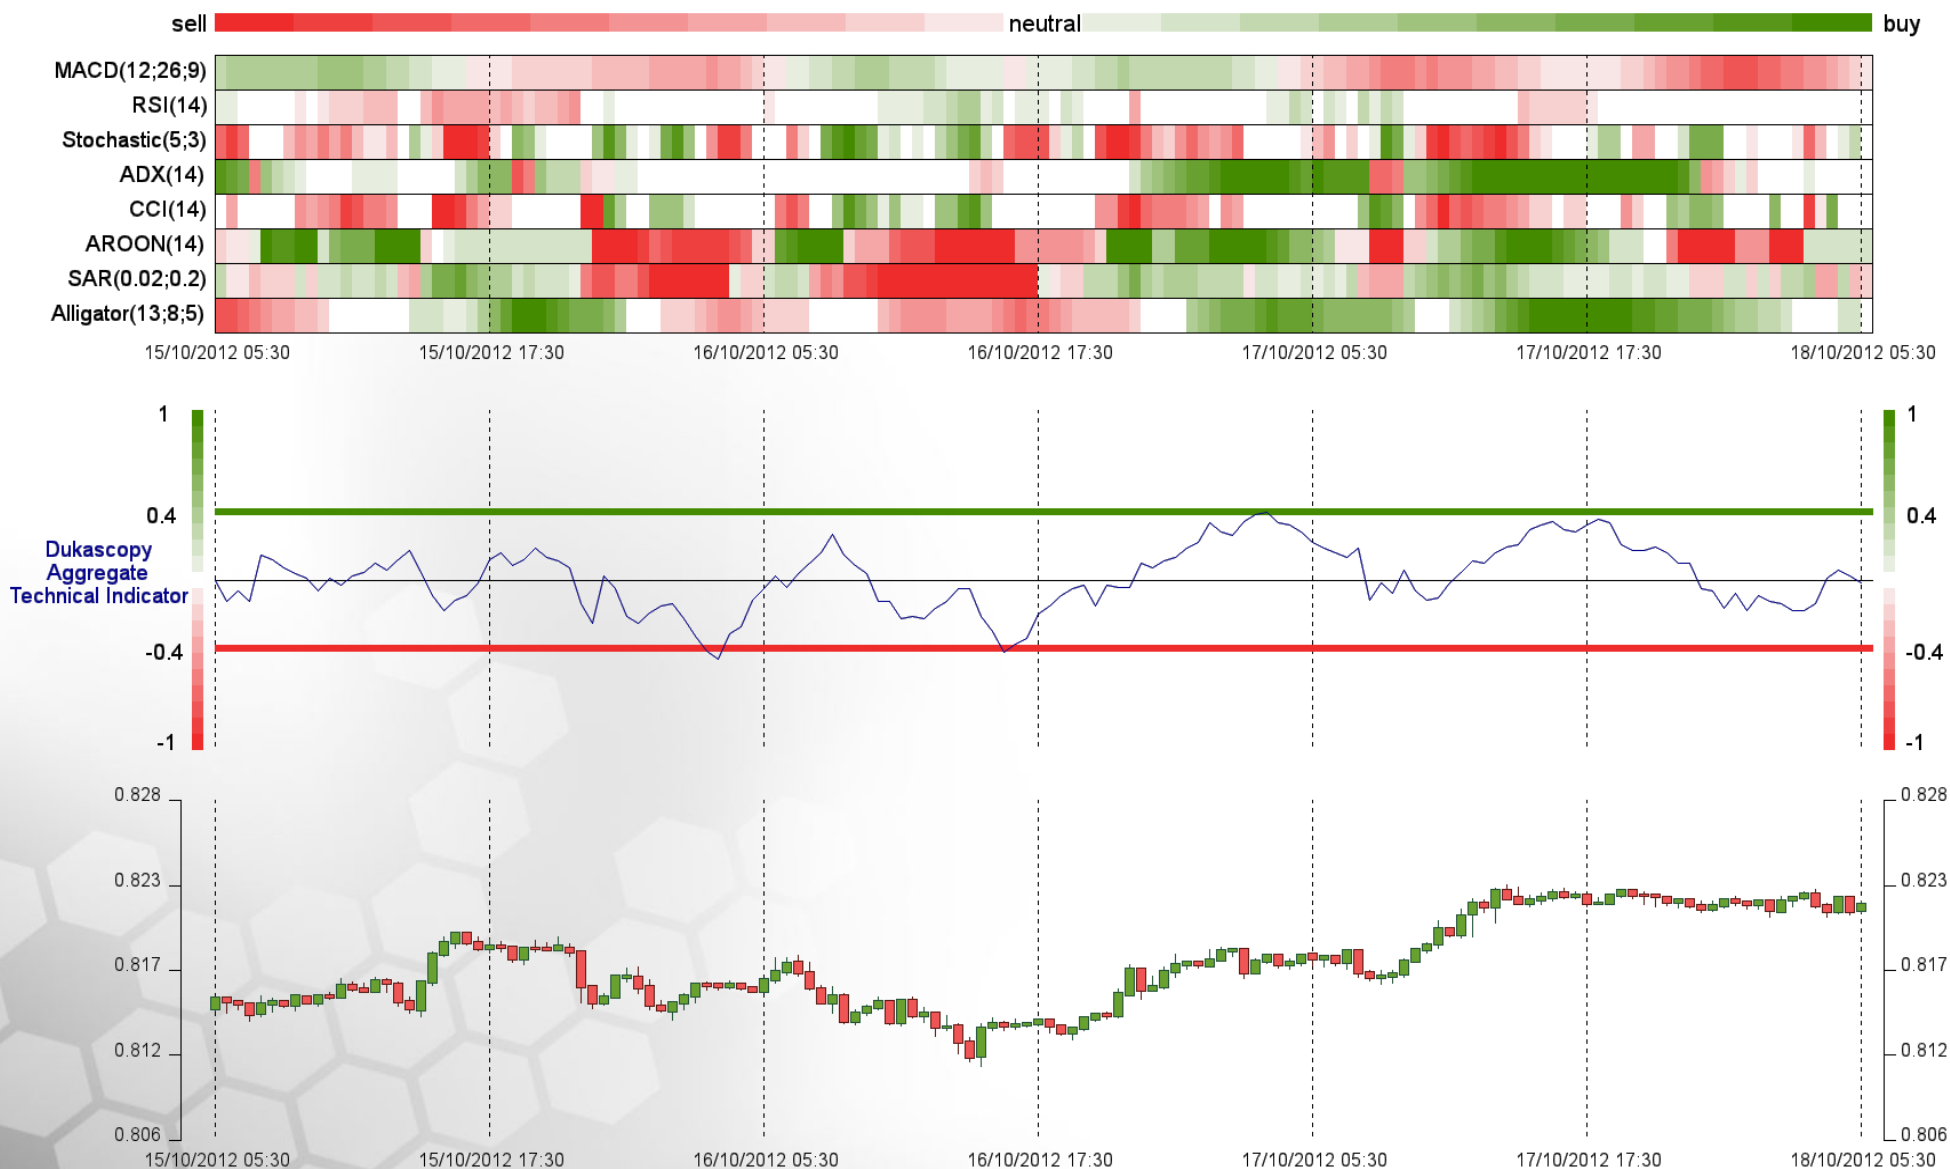 sell neutral buy
MACD(12;26;9)
RSI(14)
Stochastic(5;3)
ADX(14)
CCI(14)
AROON(14)
SAR(0.02;0.2)
Alligator(13;8;5)
15/10/2012 05:30 15/10/2012 17:30 16/10/2012 05:30 16/10/2012 17:30 17/10/2012 05:30 17/10/2012 17:30 18/10/2012 05:30
1 1
0.4 0.4
Dukascopy
Aggregate
Technical Indicator
-0.4 -0.4
-1 -1
0.828 0.828
0.823 0.823
0.817 0.817
0.812 0.812
0.806 0.806
15/10/2012 05:30 15/10/2012 17:30 16/10/2012 05:30 16/10/2012 17:30 17/10/2012 05:30 17/10/2012 17:30 18/10/2012 05:30